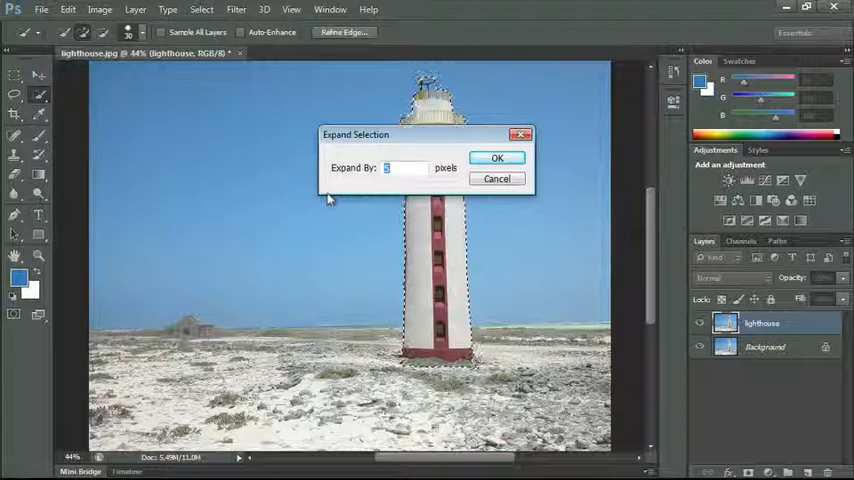 Ps File Edit Image Layer Type Select Filter 3D View Window Help
30 Sample All Layers Auto-Enhance Refine Edge... Essentials
lighthouse.jpg @ 44% (lighthouse, RGB/8) *
Color Swatches
R
G
B
Expand Selection
Expand By: 5 pixels
OK
Cancel
Adjustments Styles
Add an adjustment
Layers Channels Paths
Kind
Normal Opacity:
Lock: Fill:
lighthouse
Background
44% Doc: 5.49M/11.0M
Mini Bridge Timeline